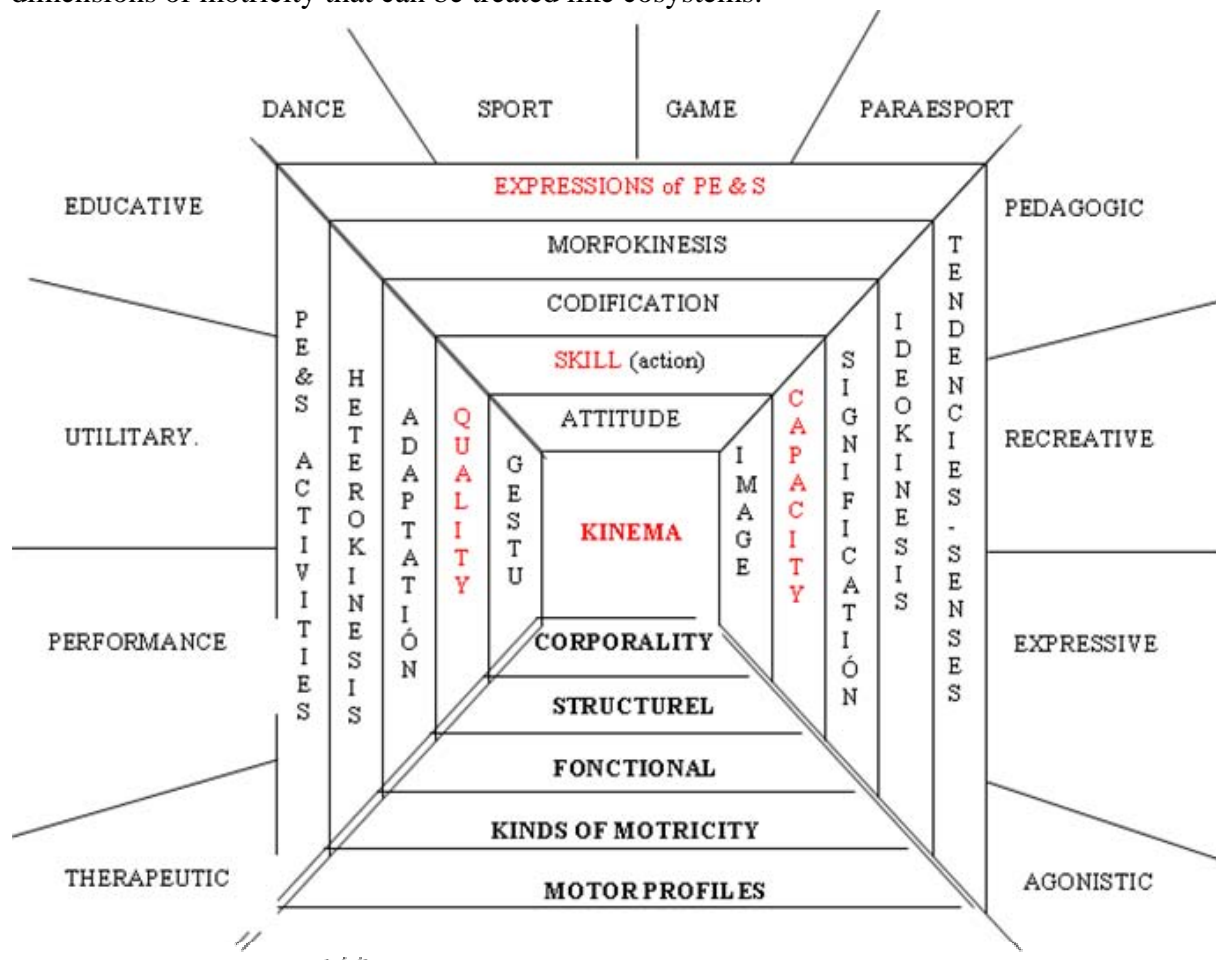 dimensions of motricity that can be treated like ecosystems.
DANCE SPORT GAME PARAESPORT
EXPRESSIONS of PE & S
EDUCATIVE
PEDAGOGIC
MORFOKINESIS
CODIFICATION
SKILL (action)
ATTITUDE
PE&S ACTIVITIES
HETEROKINESIS
ADAPTATIÓN
QUALITY
GESTU
KINEMA
IMAGE
CAPACITY
SIGNIFICATIÓN
IDEOKINESIS
TENDENCIES-SENSES
UTILITARY.
RECREATIVE
PERFORMANCE
EXPRESSIVE
CORPORALITY
STRUCTUREL
FONCTIONAL
KINDS OF MOTRICITY
MOTOR PROFILES
THERAPEUTIC
AGONISTIC